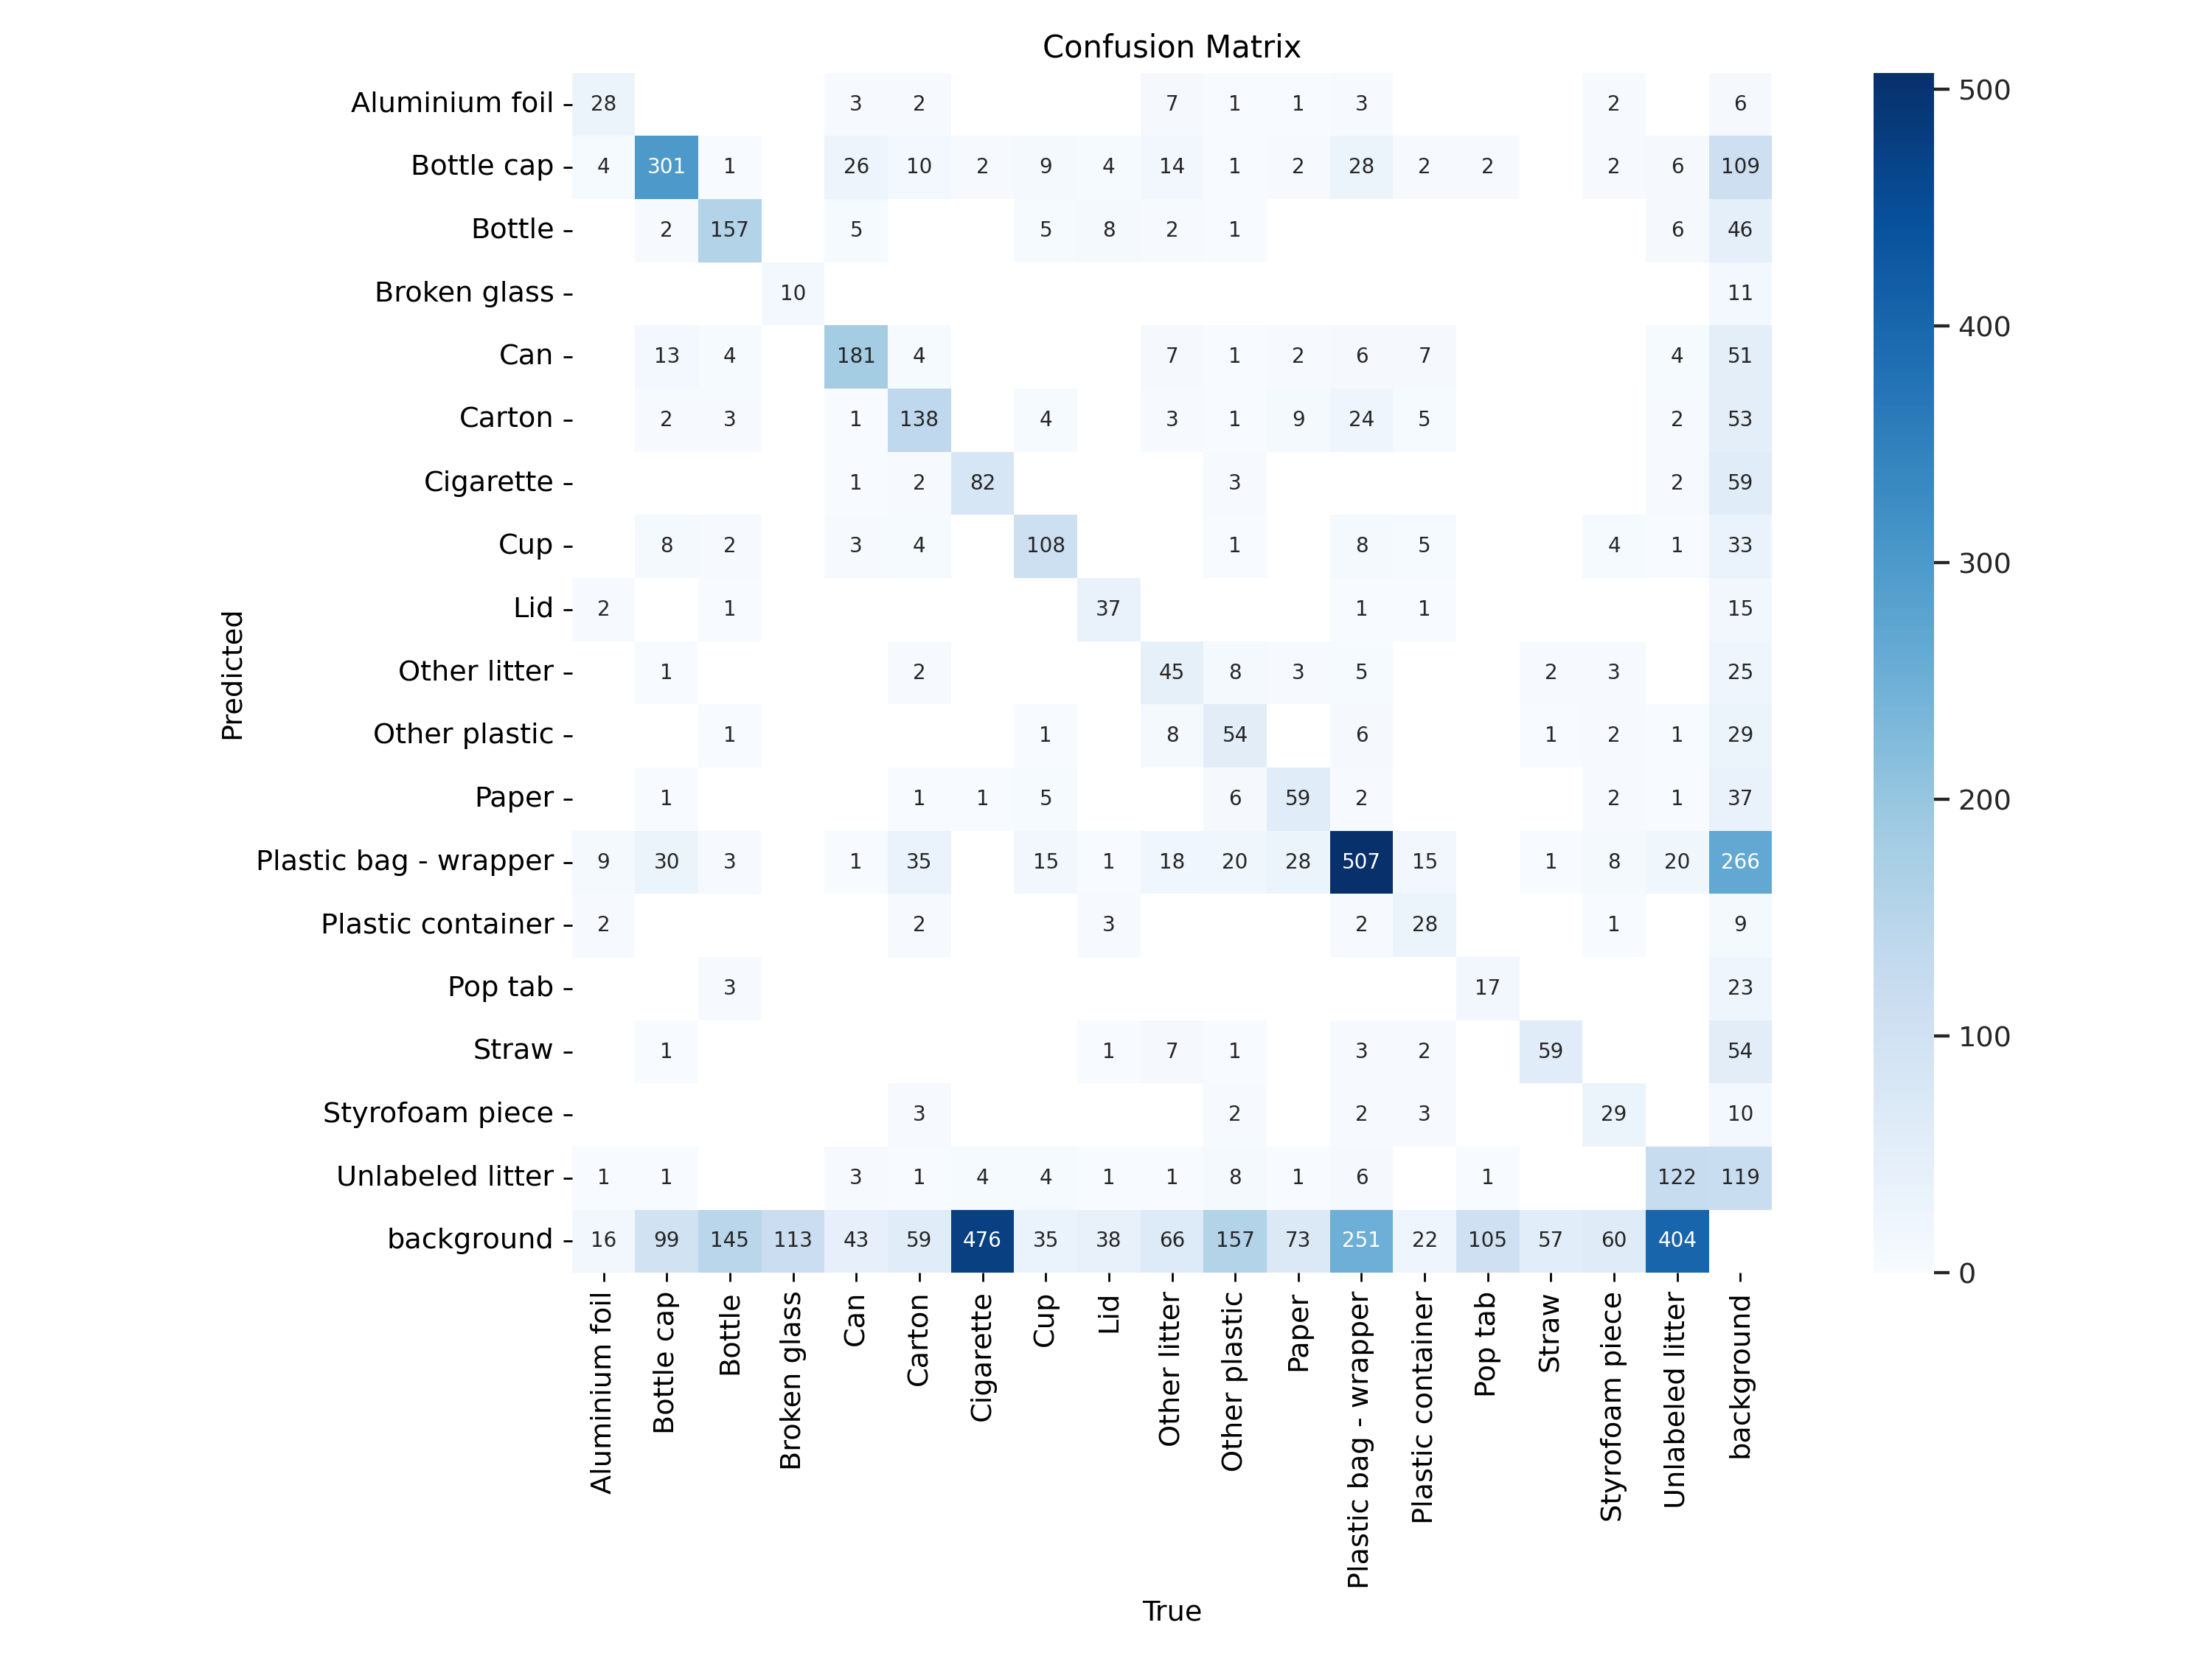 Confusion Matrix
Aluminium foil 28 3 2 7 1 1 3 2 6
Bottle cap 4 301 1 26 10 2 9 4 14 1 2 28 2 2 2 6 109
Bottle 2 157 5 5 8 2 1 6 46
Broken glass 10 11
Can 13 4 181 4 7 1 2 6 7 4 51
Carton 2 3 1 138 4 3 1 9 24 5 2 53
Cigarette 1 2 82 3 2 59
Cup 8 2 3 4 108 1 8 5 4 1 33
Lid 2 1 37 1 1 15
Other litter 1 2 45 8 3 5 2 3 25
Other plastic 1 1 8 54 6 1 2 1 29
Paper 1 1 1 5 6 59 2 2 1 37
Plastic bag - wrapper 9 30 3 1 35 15 1 18 20 28 507 15 1 8 20 266
Plastic container 2 2 3 2 28 1 9
Pop tab 3 17 23
Straw 1 1 7 1 3 2 59 54
Styrofoam piece 3 2 2 3 29 10
Unlabeled litter 1 1 3 1 4 4 1 1 8 1 6 1 122 119
background 16 99 145 113 43 59 476 35 38 66 157 73 251 22 105 57 60 404
Predicted
Aluminium foil
Bottle cap
Bottle
Broken glass
Can
Carton
Cigarette
Cup
Lid
Other litter
Other plastic
Paper
Plastic bag - wrapper
Plastic container
Pop tab
Straw
Styrofoam piece
Unlabeled litter
background
True
500
400
300
200
100
0